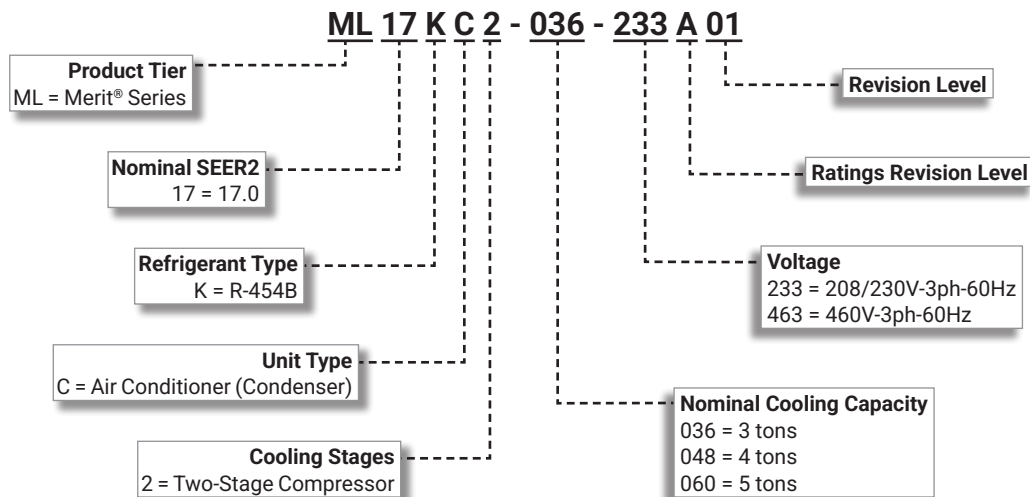 ML 17 K C 2 - 036 - 233 A 01
Product Tier
ML = Merit® Series
Nominal SEER2
17 = 17.0
Refrigerant Type
K = R-454B
Unit Type
C = Air Conditioner (Condenser)
Cooling Stages
2 = Two-Stage Compressor
Revision Level
Ratings Revision Level
Voltage
233 = 208/230V-3ph-60Hz
463 = 460V-3ph-60Hz
Nominal Cooling Capacity
036 = 3 tons
048 = 4 tons
060 = 5 tons